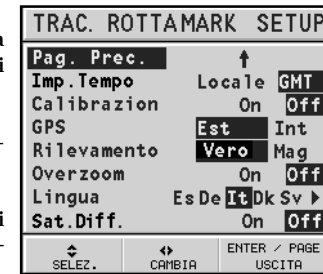 TRAC. ROTTAMARK SETUP
Pag. Prec.
Imp.Tempo Locale GMT
Calibrazion On Off
GPS Est Int
Rilevamento Vero Mag
Overzoom On Off
Lingua Es De It Dk Sv
Sat.Diff. On Off
SELEZ. CAMBIA ENTER / PAGE
USCITA
a
i
-
i
-